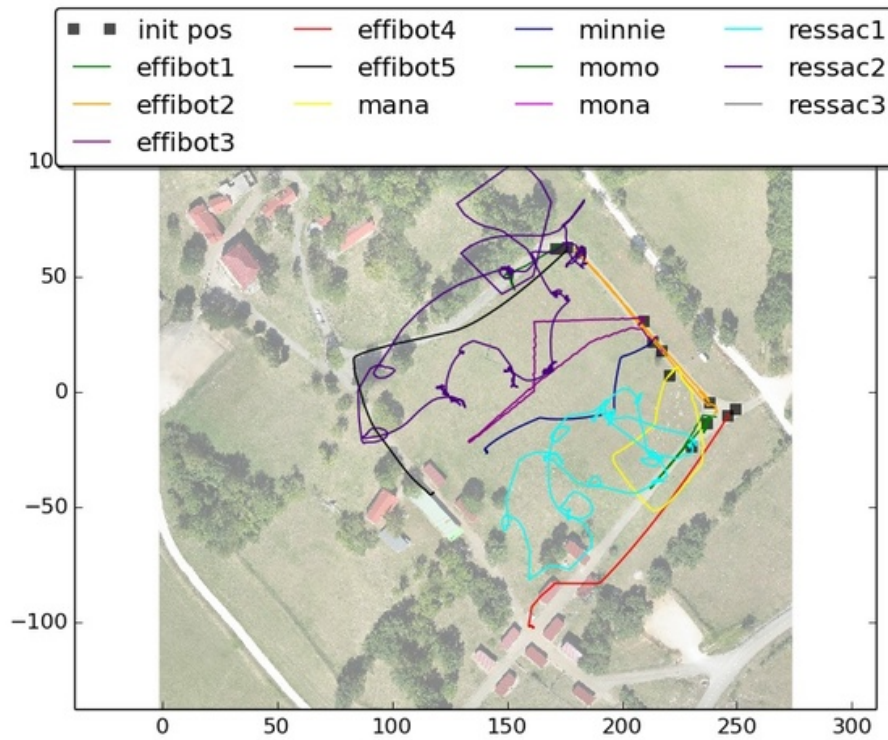 init pos effibot4 minnie ressac1
effibot1 effibot5 momo ressac2
effibot2 mana mona ressac3
effibot3
10
50
0
−50
−100
0 50 100 150 200 250 300